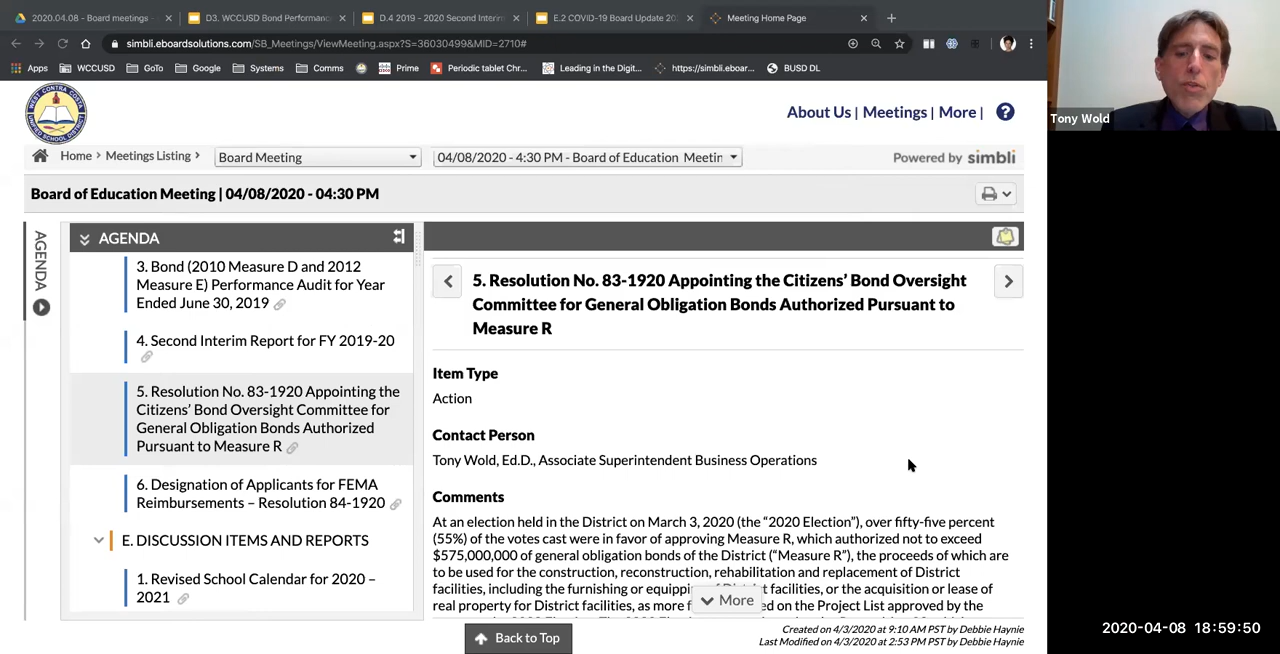 2020.04.08 - Board meetings -
D3. WCCUSD Bond Performanc
D.4 2019 - 2020 Second Interim
E.2 COVID-19 Board Update 202
Meeting Home Page
simbli.eboardsolutions.com/SB_Meetings/ViewMeeting.aspx?S=36030499&MID=2710#
Apps
WCCUSD
GoTo
Google
Systems
Comms
Prime
Periodic tablet Chr...
Leading in the Digit...
https://simbli.eboar...
BUSD DL
About Us | Meetings | More |
Home > Meetings Listing >
Board Meeting
04/08/2020 - 4:30 PM - Board of Education Meetin
Powered by simbli
Board of Education Meeting | 04/08/2020 - 04:30 PM
AGENDA
AGENDA
3. Bond (2010 Measure D and 2012
Measure E) Performance Audit for Year
Ended June 30, 2019
4. Second Interim Report for FY 2019-20
5. Resolution No. 83-1920 Appointing the
Citizens' Bond Oversight Committee for
General Obligation Bonds Authorized
Pursuant to Measure R
6. Designation of Applicants for FEMA
Reimbursements – Resolution 84-1920
E. DISCUSSION ITEMS AND REPORTS
1. Revised School Calendar for 2020 –
2021
5. Resolution No. 83-1920 Appointing the Citizens' Bond Oversight
Committee for General Obligation Bonds Authorized Pursuant to
Measure R
Item Type
Action
Contact Person
Tony Wold, Ed.D., Associate Superintendent Business Operations
Comments
At an election held in the District on March 3, 2020 (the "2020 Election"), over fifty-five percent
(55%) of the votes cast were in favor of approving Measure R, which authorized not to exceed
$575,000,000 of general obligation bonds of the District ("Measure R"), the proceeds of which are
to be used for the construction, reconstruction, rehabilitation and replacement of District
facilities, including the furnishing or equipping of District facilities, or the acquisition or lease of
real property for District facilities, as more on the Project List approved by the
More
Back to Top
Created on 4/3/2020 at 9:10 AM PST by Debbie Haynie
Last Modified on 4/3/2020 at 2:53 PM PST by Debbie Haynie
Tony Wold
2020-04-08 18:59:50